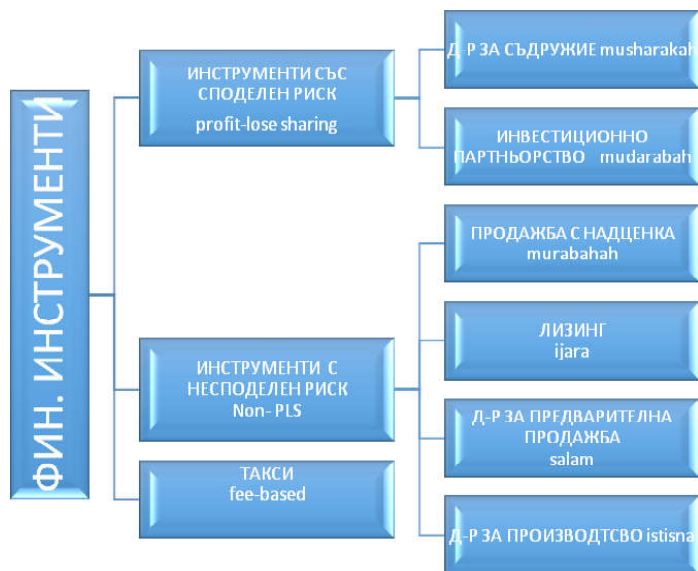 ФИН. ИНСТРУМЕНТИ
ИНСТРУМЕНТИ СЪС
СПОДЕЛЕН РИСК
profit-lose sharing
Д-Р ЗА СЪДРУЖИЕ musharakah
ИНВЕСТИЦИОННО
ПАРТНЬОРСТВО mudarabah
ИНСТРУМЕНТИ С
НЕСПОДЕЛЕН РИСК
Non- PLS
ПРОДАЖБА С НАДЦЕНКА
murabahah
ЛИЗИНГ
ijara
Д-Р ЗА ПРЕДВАРИТЕЛНА
ПРОДАЖБА
salam
Д-Р ЗА ПРОИЗВОДТСВО istisna
ТАКСИ
fee-based